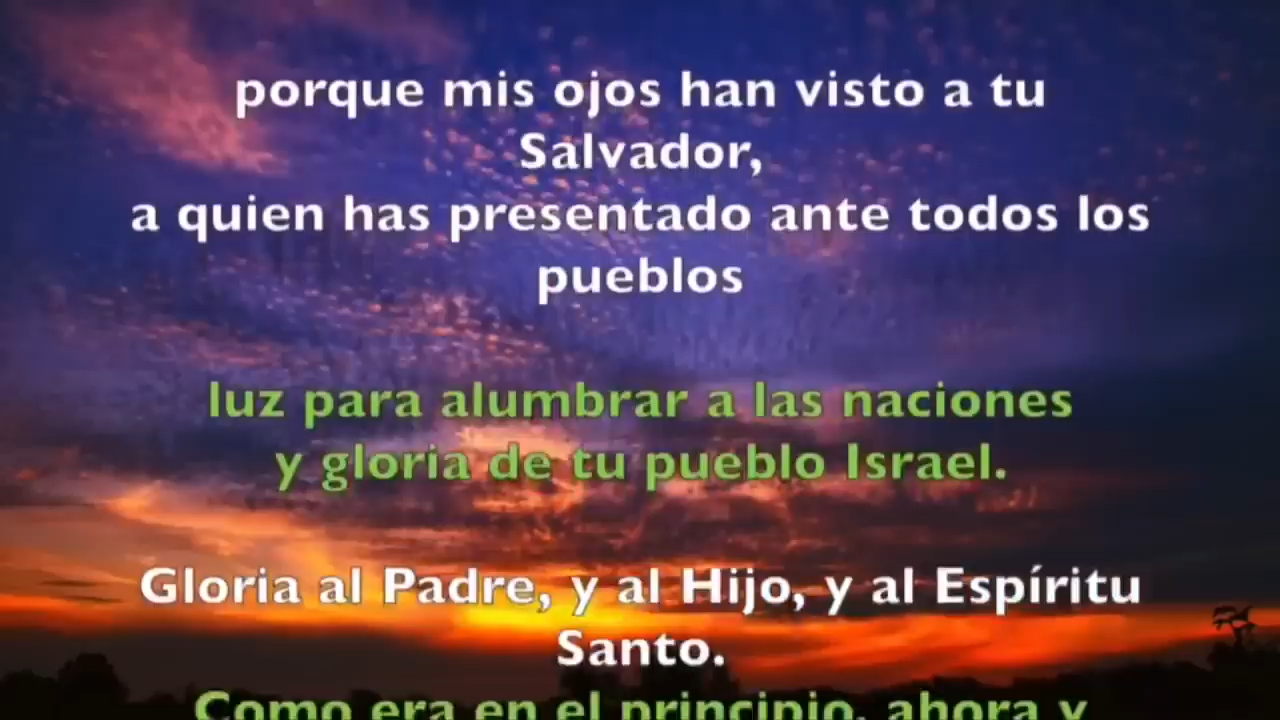 porque mis ojos han visto a tu
Salvador,
a quien has presentado ante todos los
pueblos
luz para alumbrar a las naciones
y gloria de tu pueblo Israel.
Gloria al Padre, y al Hijo, y al Espíritu
Santo.
Como era en el principio, ahora y